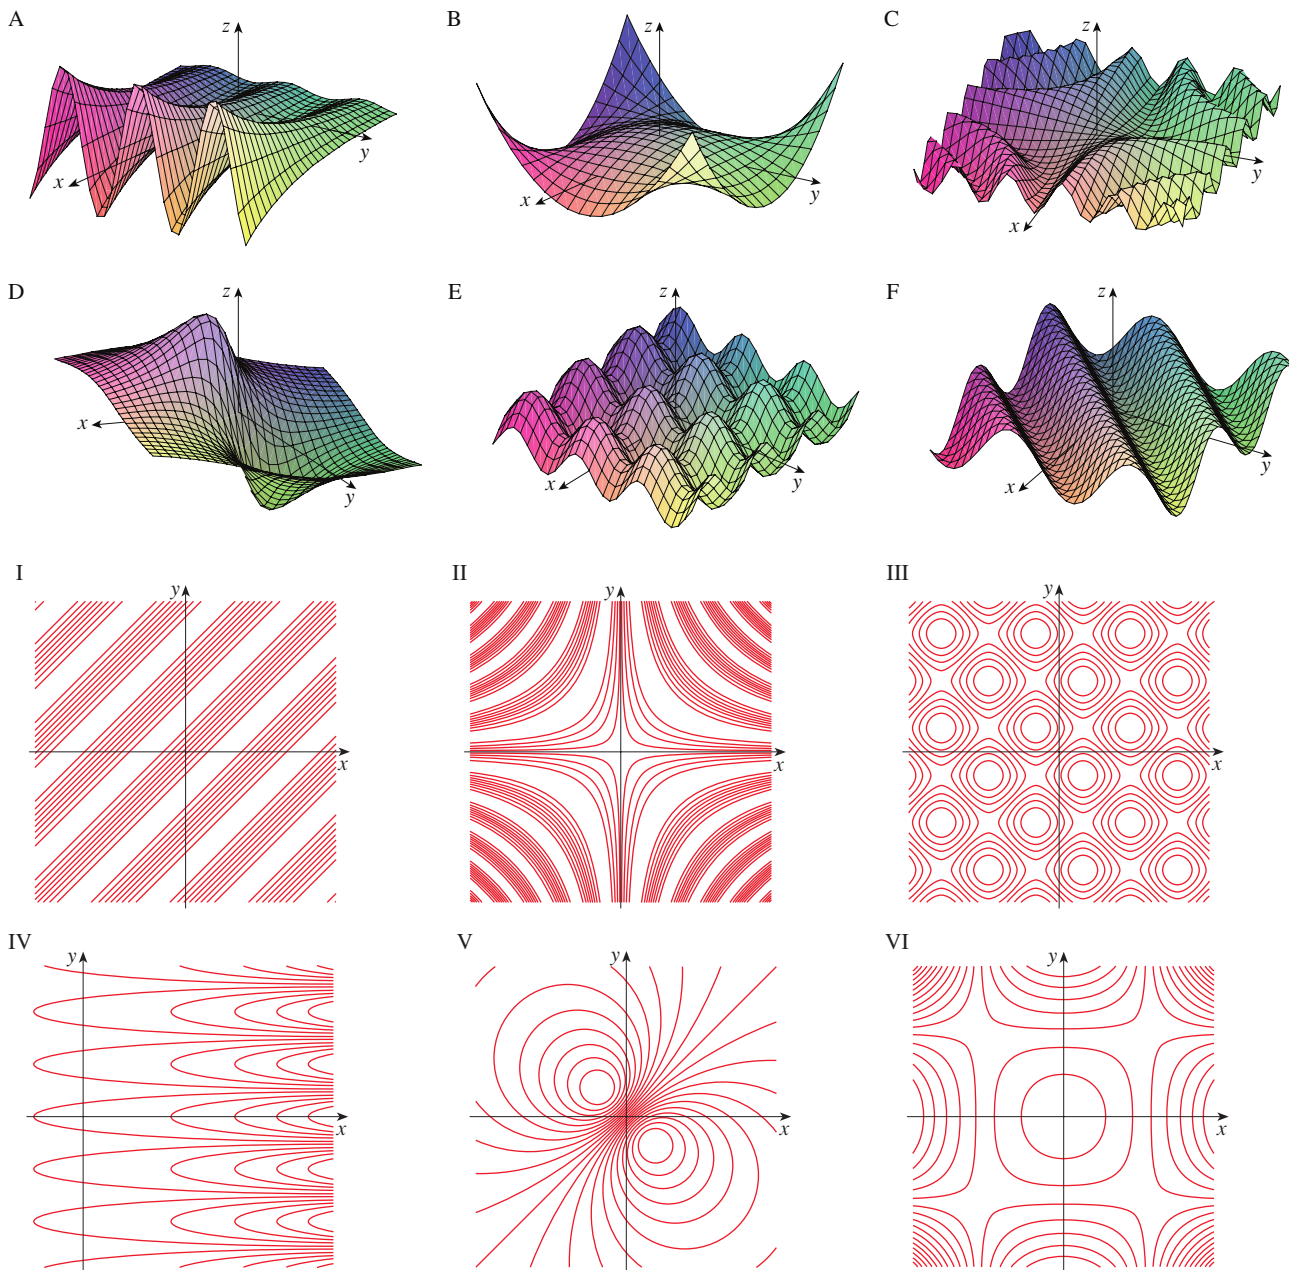 A B C
z z z
x y x y x y
D E F
z z z
x y x y x y
I II III
y y y
x x x
IV V VI
y y y
x x x